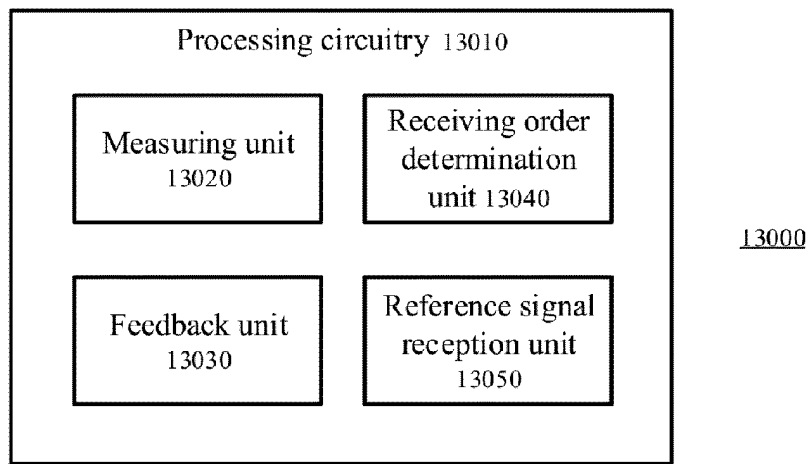 Processing circuitry 13010
Measuring unit
13020
Receiving order
determination
unit 13040
13000
Feedback unit
13030
Reference signal
reception unit
13050